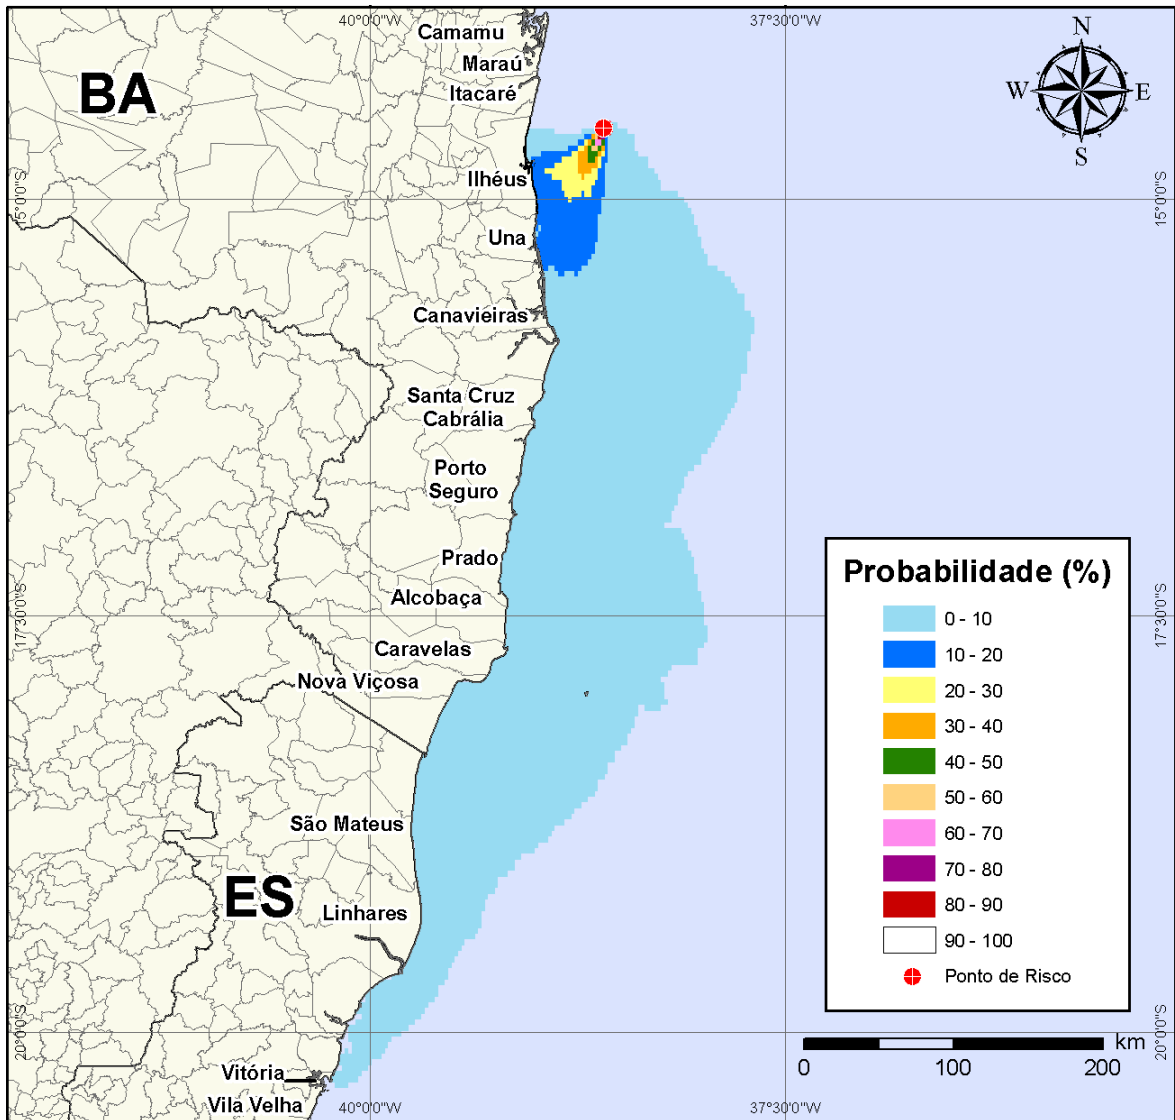 40°0'0"W
37°30'0"W
Camamu
Maraú
Itacaré
BA
N
W
E
S
Ilhéus
15°0'0"S
15°0'0"S
Una
Canavieiras
Santa Cruz
Cabrália
Porto
Seguro
Prado
Alcobaça
17°30'0"S
17°30'0"S
Caravelas
Nova Viçosa
Probabilidade (%)
0 - 10
10 - 20
20 - 30
30 - 40
40 - 50
50 - 60
60 - 70
70 - 80
80 - 90
90 - 100
Ponto de Risco
São Mateus
ES
Linhares
20°0'0"S
20°0'0"S
km
0
100
200
Vitória
Vila Velha
40°0'0"W
37°30'0"W